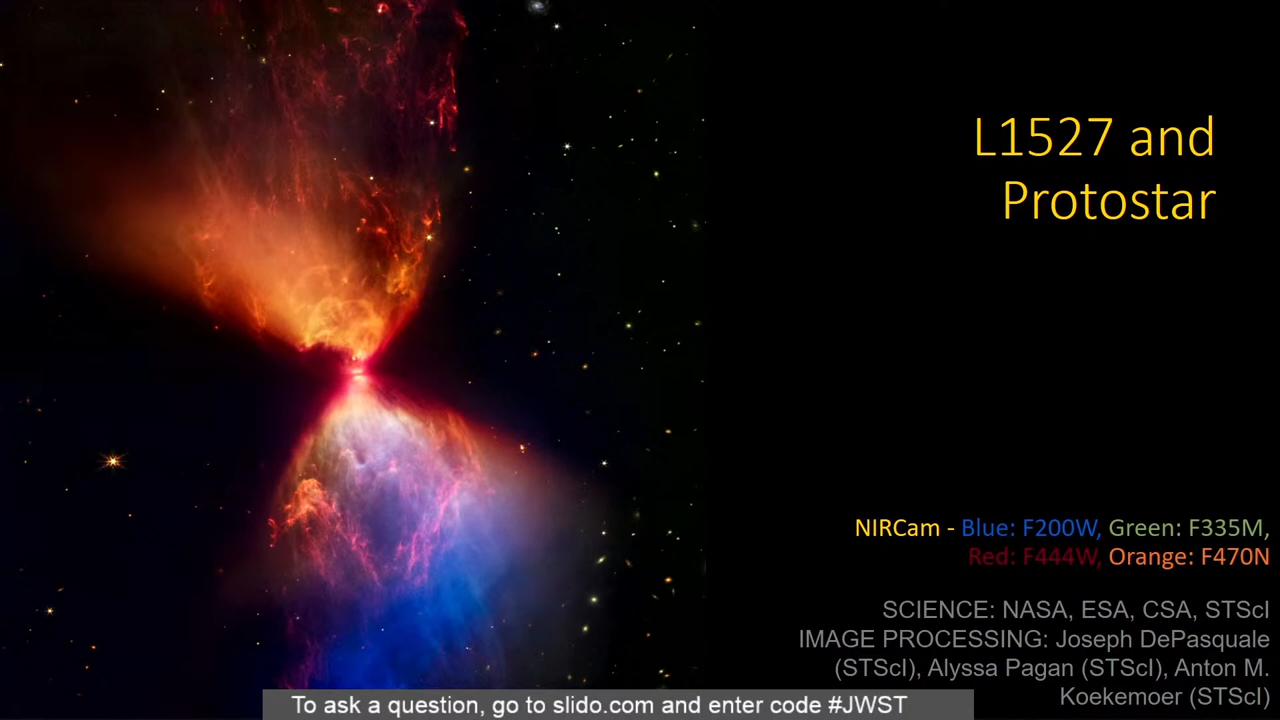 L1527 and
Protostar
NIRCam - Blue: F200W, Green: F335M,
Red: F444W, Orange: F470N
SCIENCE: NASA, ESA, CSA, STScI
IMAGE PROCESSING: Joseph DePasquale
(STScI), Alyssa Pagan (STScI), Anton M.
Koekemoer (STScI)
To ask a question, go to slido.com and enter code #JWST